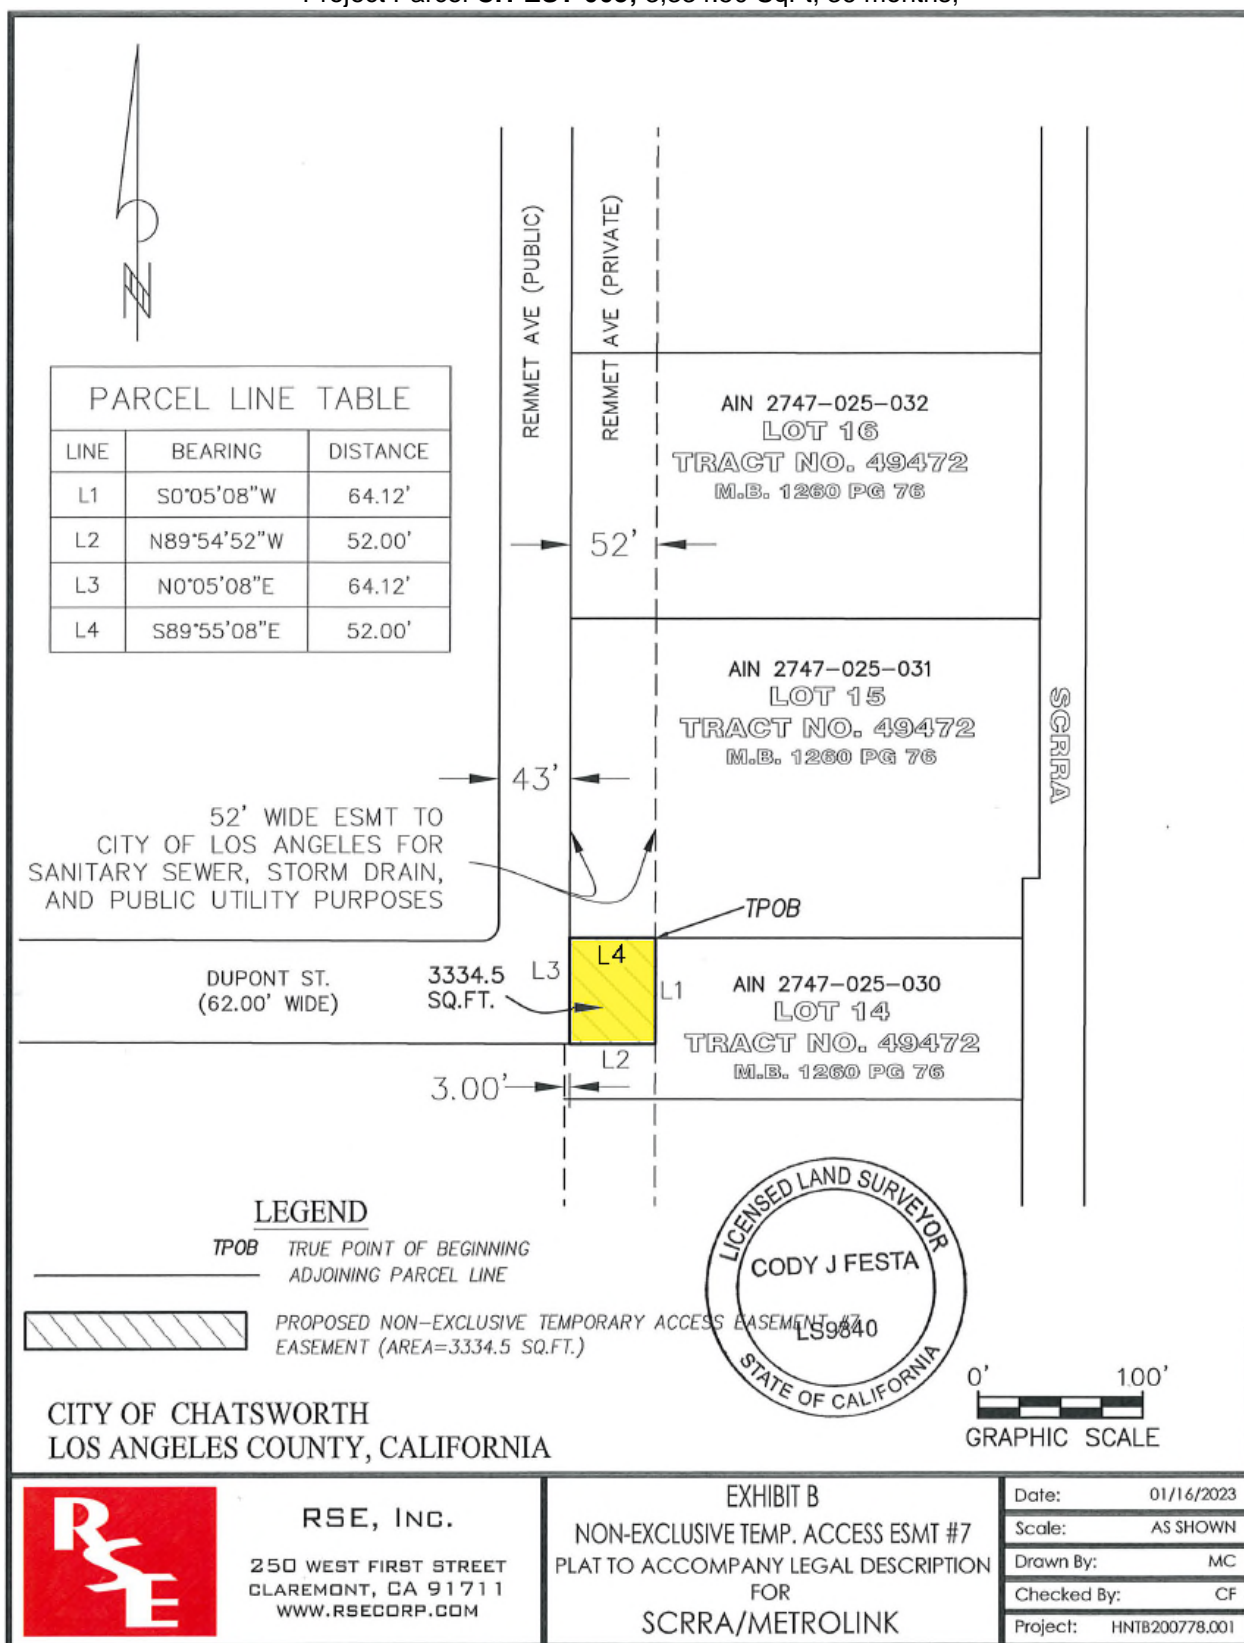 REMMET AVE (PUBLIC)
REMMET AVE (PRIVATE)
N
PARCEL LINE TABLE
LINE BEARING DISTANCE
L1 S0°05'08"W 64.12'
L2 N89°54'52"W 52.00'
L3 N0°05'08"E 64.12'
L4 S89°55'08"E 52.00'
AIN 2747-025-032
LOT 16
TRACT NO. 49472
M.B. 1260 PG 76
52'
AIN 2747-025-031
LOT 15
TRACT NO. 49472
M.B. 1260 PG 76
SCRRA
43'
52' WIDE ESMT TO
CITY OF LOS ANGELES FOR
SANITARY SEWER, STORM DRAIN,
AND PUBLIC UTILITY PURPOSES
TPOB
DUPONT ST.
(62.00' WIDE)
3334.5
SQ.FT.
L3
L4
L1
L2
AIN 2747-025-030
LOT 14
TRACT NO. 49472
M.B. 1260 PG 76
3.00'
LEGEND
TPOB TRUE POINT OF BEGINNING
ADJOINING PARCEL LINE
PROPOSED NON-EXCLUSIVE TEMPORARY ACCESS EASEMENT #7
EASEMENT (AREA=3334.5 SQ.FT.)
LICENSED LAND SURVEYOR
CODY J FESTA
LS9340
STATE OF CALIFORNIA
0' 100'
GRAPHIC SCALE
CITY OF CHATSWORTH
LOS ANGELES COUNTY, CALIFORNIA
RSE
RSE, Inc.
250 WEST FIRST STREET
CLAREMONT, CA 91711
WWW.RSECORP.COM
EXHIBIT B
NON-EXCLUSIVE TEMP. ACCESS ESMT #7
PLAT TO ACCOMPANY LEGAL DESCRIPTION
FOR
SCRRA/METROLINK
Date: 01/16/2023
Scale: AS SHOWN
Drawn By: MC
Checked By: CF
Project: HNTB200778.001